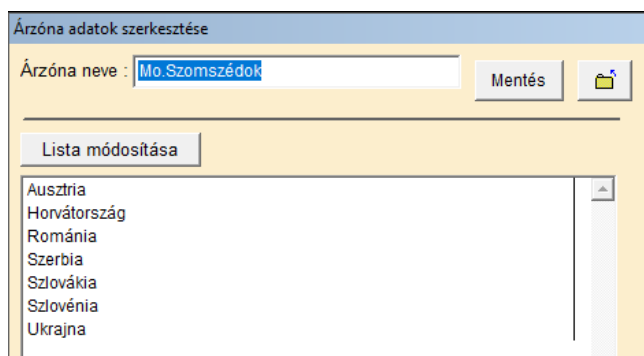 Árzóna adatok szerkesztése
Árzóna neve : Mo.Szomszédok Mentés
Lista módosítása
Ausztria
Horvátország
Románia
Szerbia
Szlovákia
Szlovénia
Ukrajna